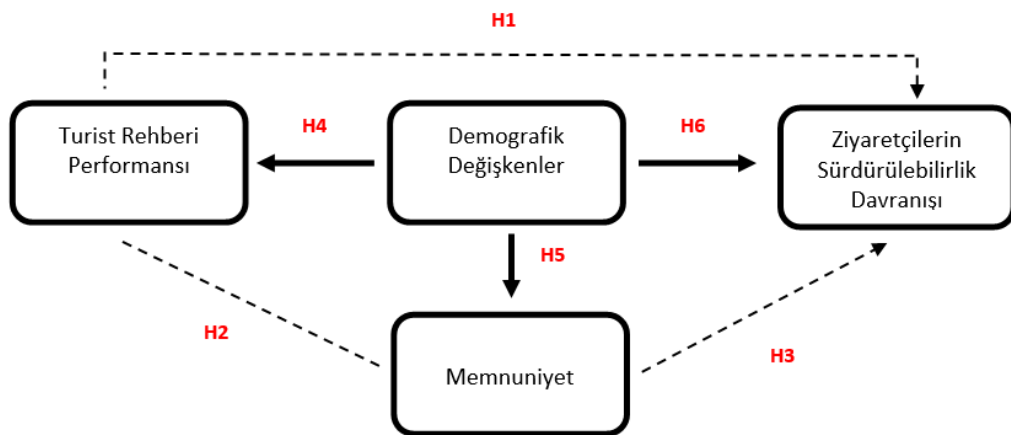 H1
Turist Rehberi
Performansı
H4
Demografik
Değişkenler
H6
Ziyaretçilerin
Sürdürülebilirlik
Davranışı
H5
H2
Memnuniyet
H3